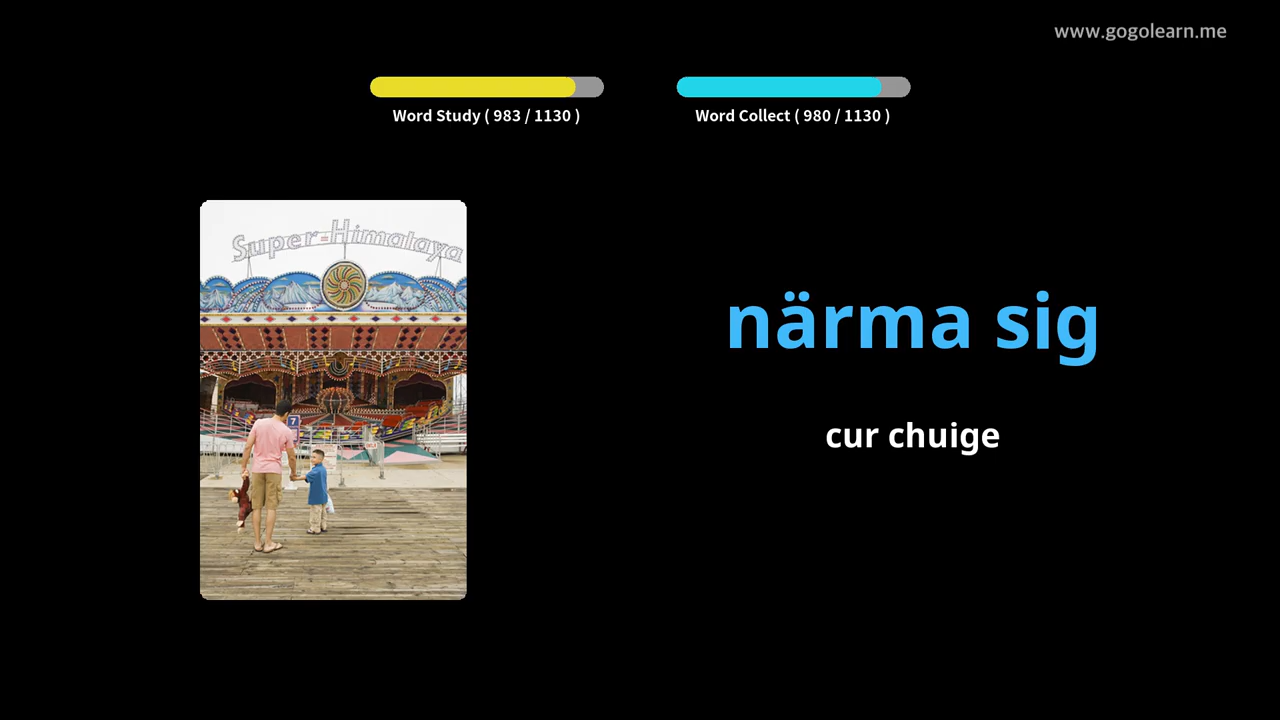 www.gogolearn.me
Word Study ( 983 / 1130 )
Word Collect ( 980 / 1130 )
Super-Himalaya
7
närma sig
cur chuige